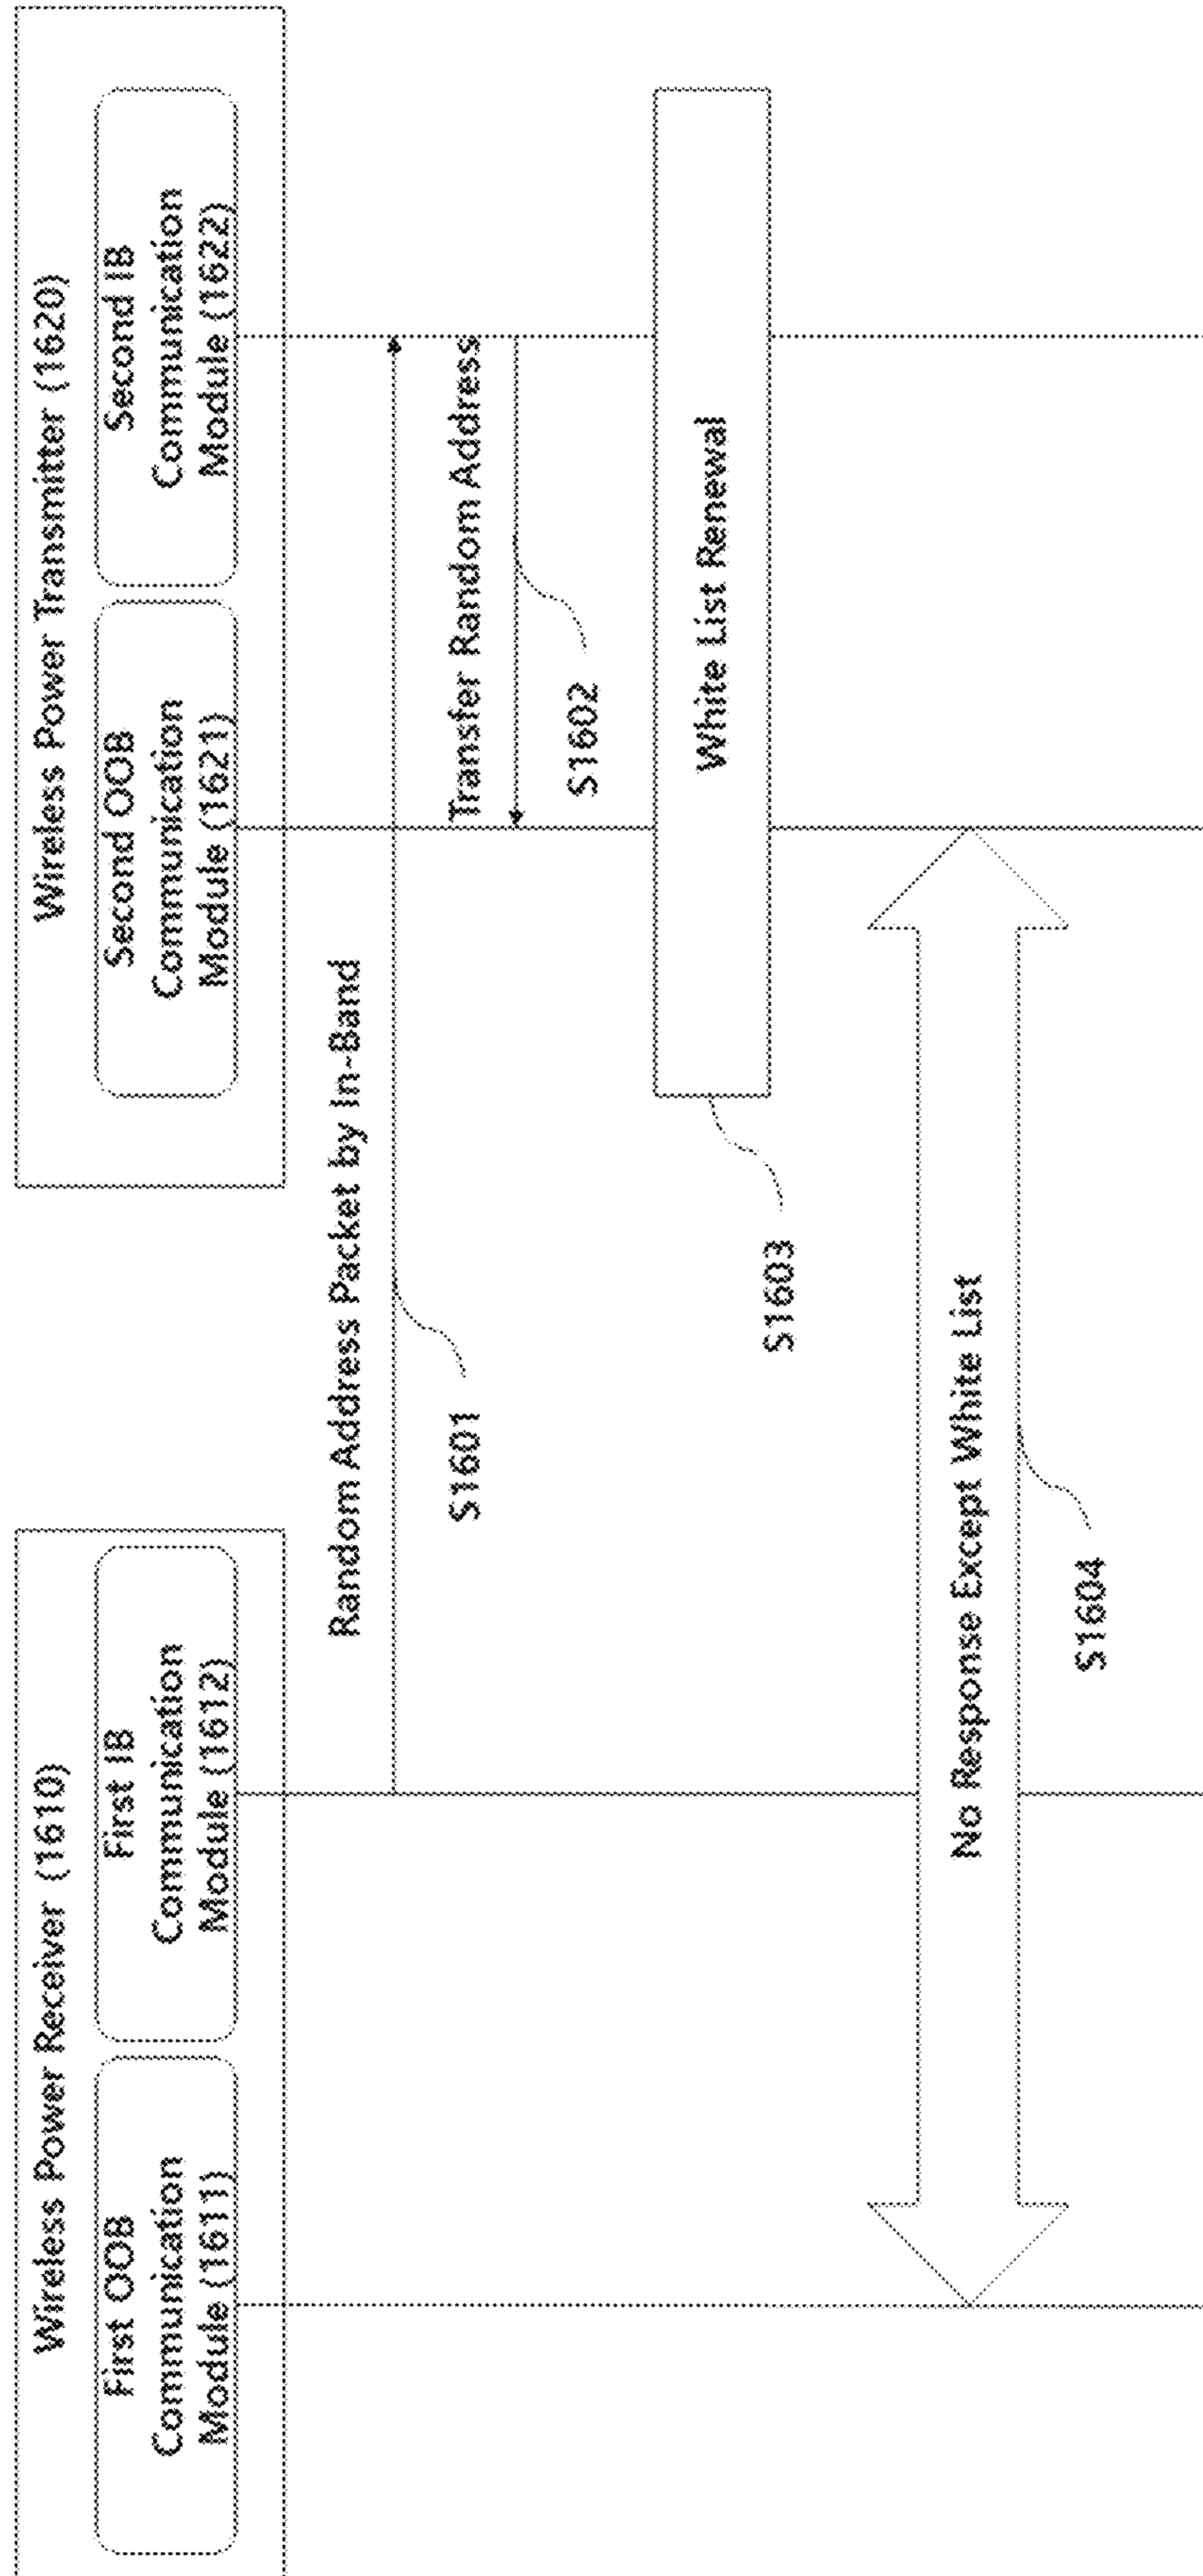 Wireless Power Receiver (1610)
First OOB
Communication
Module (1611)
First IB
Communication
Module (1612)
Wireless Power Transmitter (1620)
Second OOB
Communication
Module (1621)
Second IB
Communication
Module (1622)
Random Address Packet by In-Band
S1601
Transfer Random Address
S1602
White List Renewal
S1603
No Response Except White List
S1604